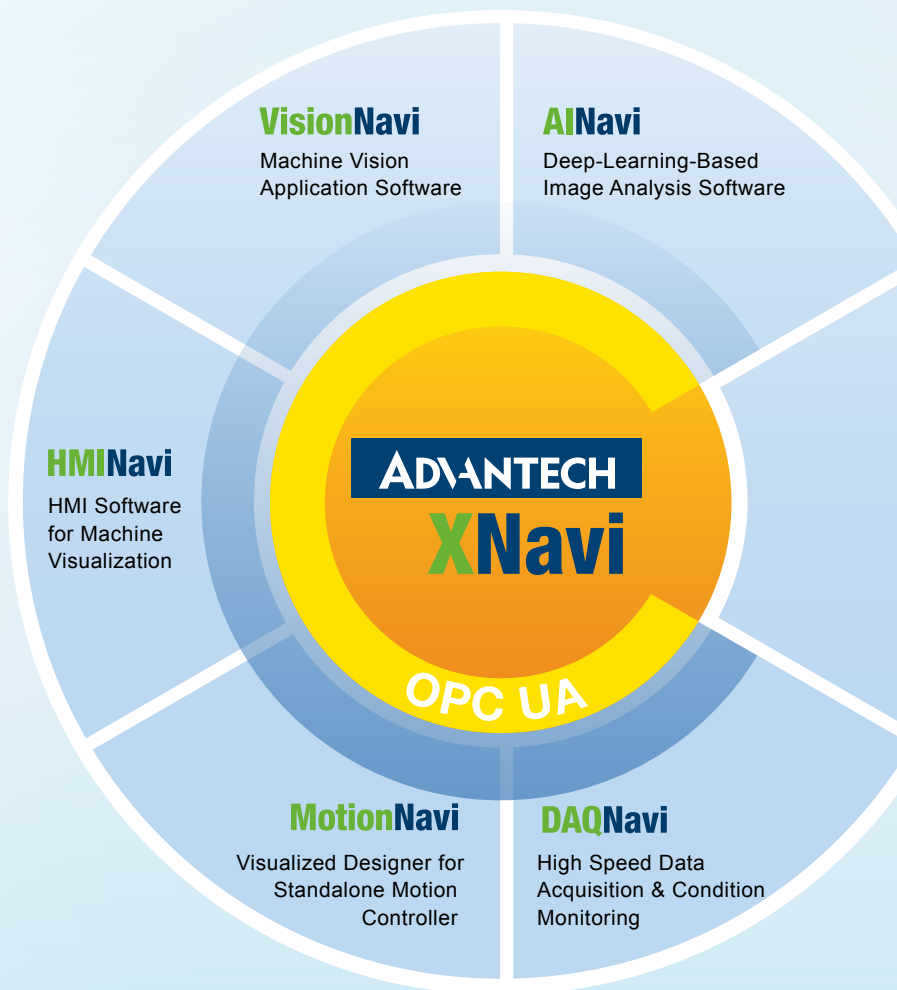 VisionNavi
Machine Vision
Application Software
AINavi
Deep-Learning-Based
Image Analysis Software
HMINavi
HMI Software
for Machine
Visualization
ADVANTECH
XNavi
OPC UA
MotionNavi
Visualized Designer for
Standalone Motion
Controller
DAQNavi
High Speed Data
Acquisition & Condition
Monitoring